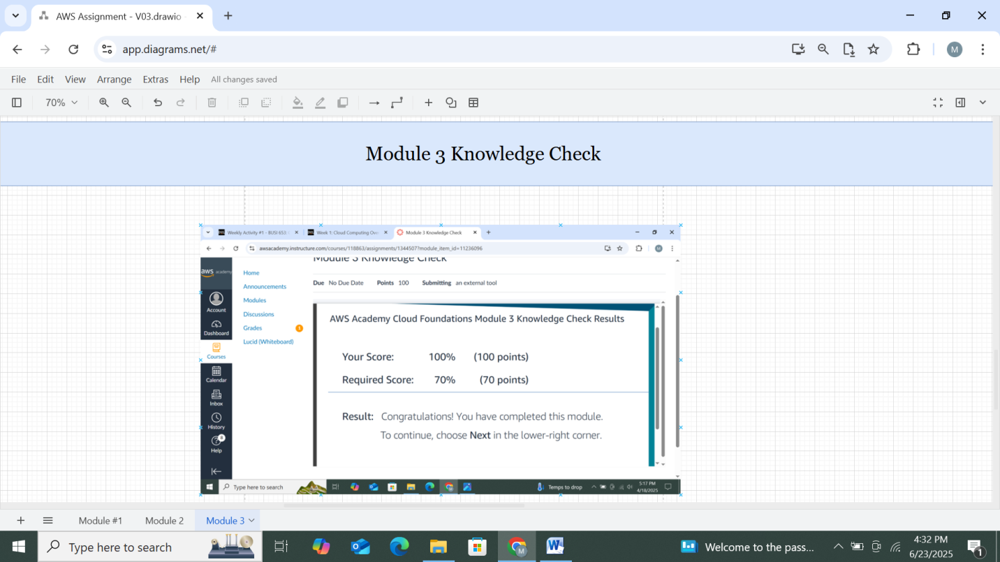 AWS Assignment - V03.drawio
app.diagrams.net/#
M
File Edit View Arrange Extras Help All changes saved
70%
Module 3 Knowledge Check
Weekly Activity #1 - BUSI 653: Week 1: Cloud Computing Ove Module 3 Knowledge Check
awsacademy.instructure.com/courses/118863/assignments/1344507?module_item_id=11236096
M
Module 3 Knowledge Check
aws academy
Account
Dashboard
Courses
Calendar
Inbox
History
6
Help
Home
Announcements
Modules
Discussions
Grades 1
Lucid (Whiteboard)
Due No Due Date Points 100 Submitting an external tool
AWS Academy Cloud Foundations Module 3 Knowledge Check Results
Your Score: 100% (100 points)
Required Score: 70% (70 points)
Result: Congratulations! You have completed this module.
To continue, choose Next in the lower-right corner.
Type here to search
Temps to drop
5:17 PM
4/18/2025
Module #1 Module 2 Module 3
Type here to search
M
W
Welcome to the pass...
4:32 PM
6/23/2025
1